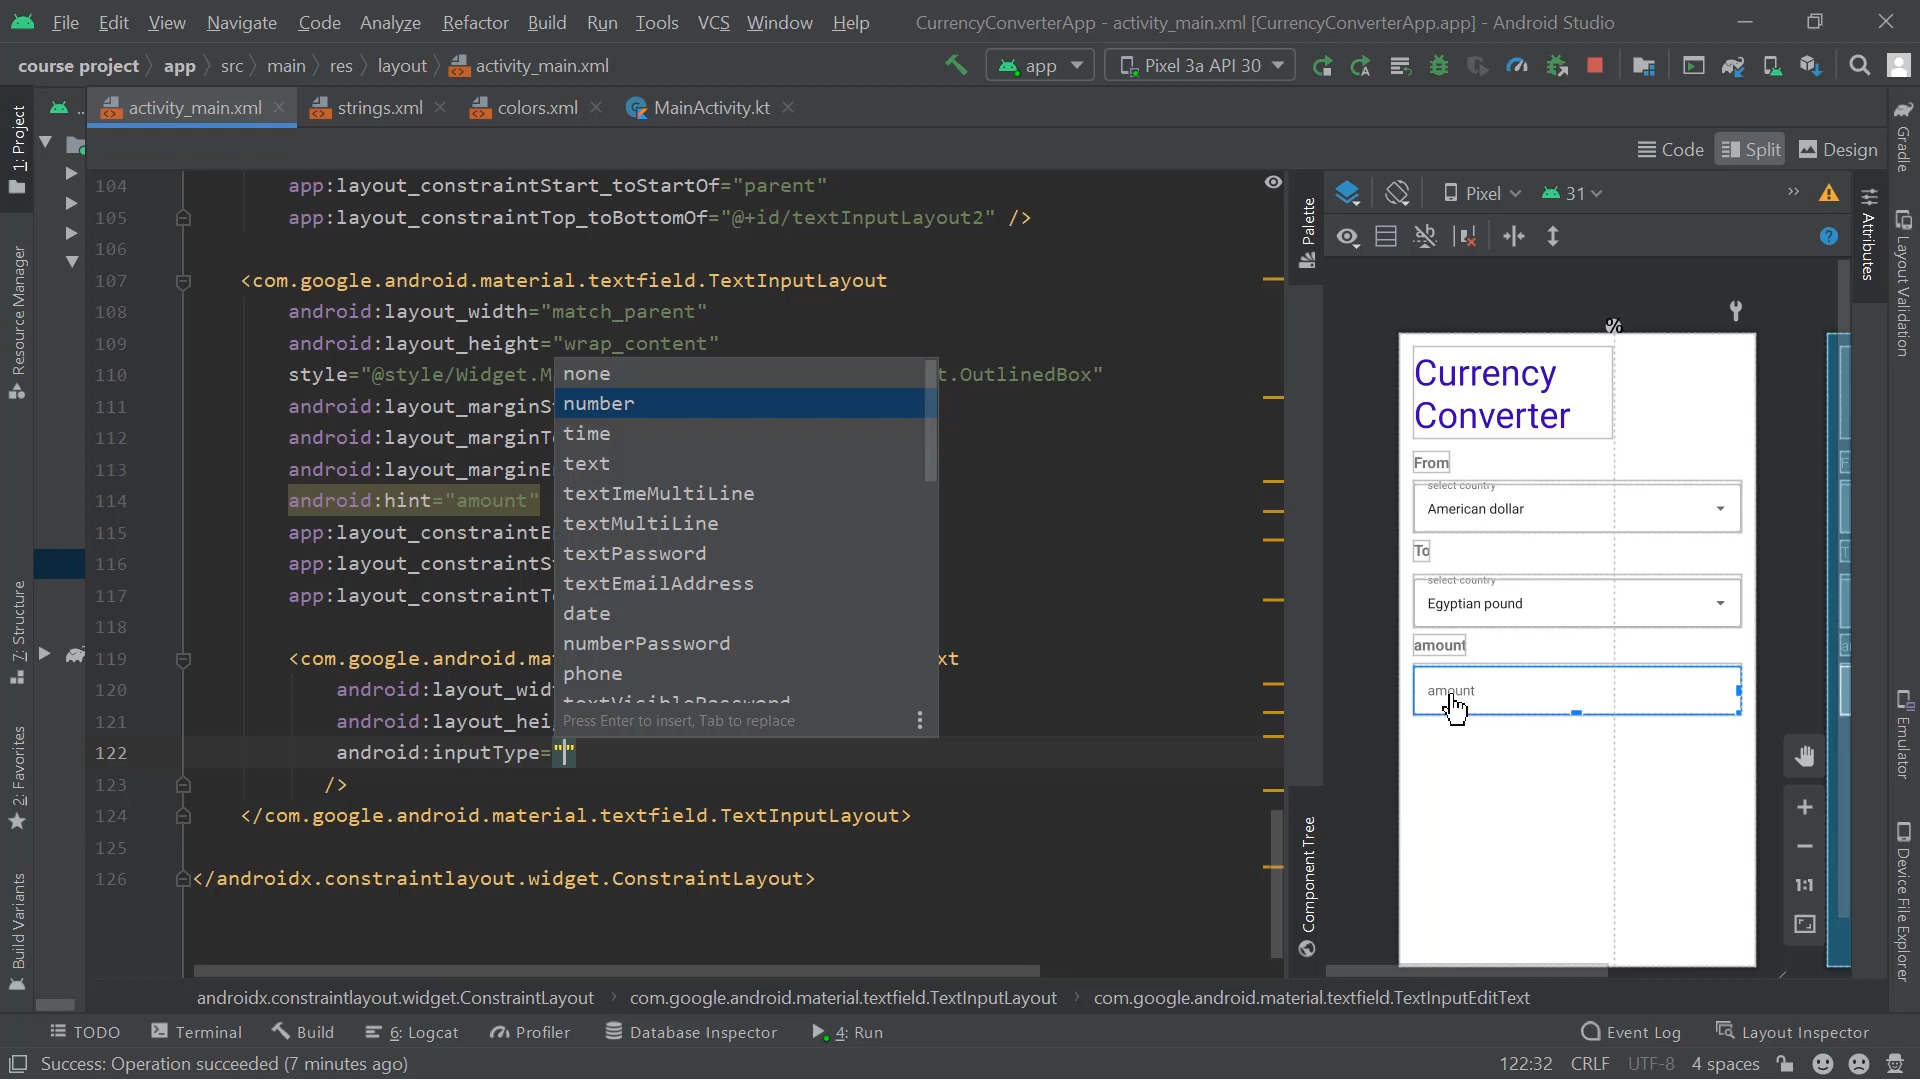 File Edit View Navigate Code Analyze Refactor Build Run Tools VCS Window Help CurrencyConverterApp - activity_main.xml [CurrencyConverterApp.app] - Android Studio
course project app src main res layout activity_main.xml app Pixel 3a API 30
activity_main.xml strings.xml colors.xml MainActivity.kt
Code Split Design
1: Project
Resource Manager
7: Structure
2: Favorites
Build Variants
104 app:layout_constraintStart_toStartOf="parent"
105 app:layout_constraintTop_toBottomOf="@+id/textInputLayout2" />
106
107 <com.google.android.material.textfield.TextInputLayout
108 android:layout_width="match_parent"
109 android:layout_height="wrap_content"
110 style="@style/Widget.M t.OutlinedBox"
111 android:layout_marginS
112 android:layout_marginT
113 android:layout_marginE
114 android:hint="amount"
115 app:layout_constraintE
116 app:layout_constraintS
117 app:layout_constraintT
118
119 <com.google.android.ma xt
120 android:layout_wid
121 android:layout_hei
122 android:inputType=""
123 />
124 </com.google.android.material.textfield.TextInputLayout>
125
126 </androidx.constraintlayout.widget.ConstraintLayout>
none
number
time
text
textImeMultiLine
textMultiLine
textPassword
textEmailAddress
date
numberPassword
phone
textVisiblePassword
Press Enter to insert, Tab to replace
Palette
Component Tree
Pixel 31
Currency
Converter
From
select country
American dollar
To
select country
Egyptian pound
amount
amount
1:1
Attributes
Gradle
Layout Validation
Emulator
Device File Explorer
androidx.constraintlayout.widget.ConstraintLayout com.google.android.material.textfield.TextInputLayout com.google.android.material.textfield.TextInputEditText
TODO Terminal Build 6: Logcat Profiler Database Inspector 4: Run Event Log Layout Inspector
Success: Operation succeeded (7 minutes ago) 122:32 CRLF UTF-8 4 spaces